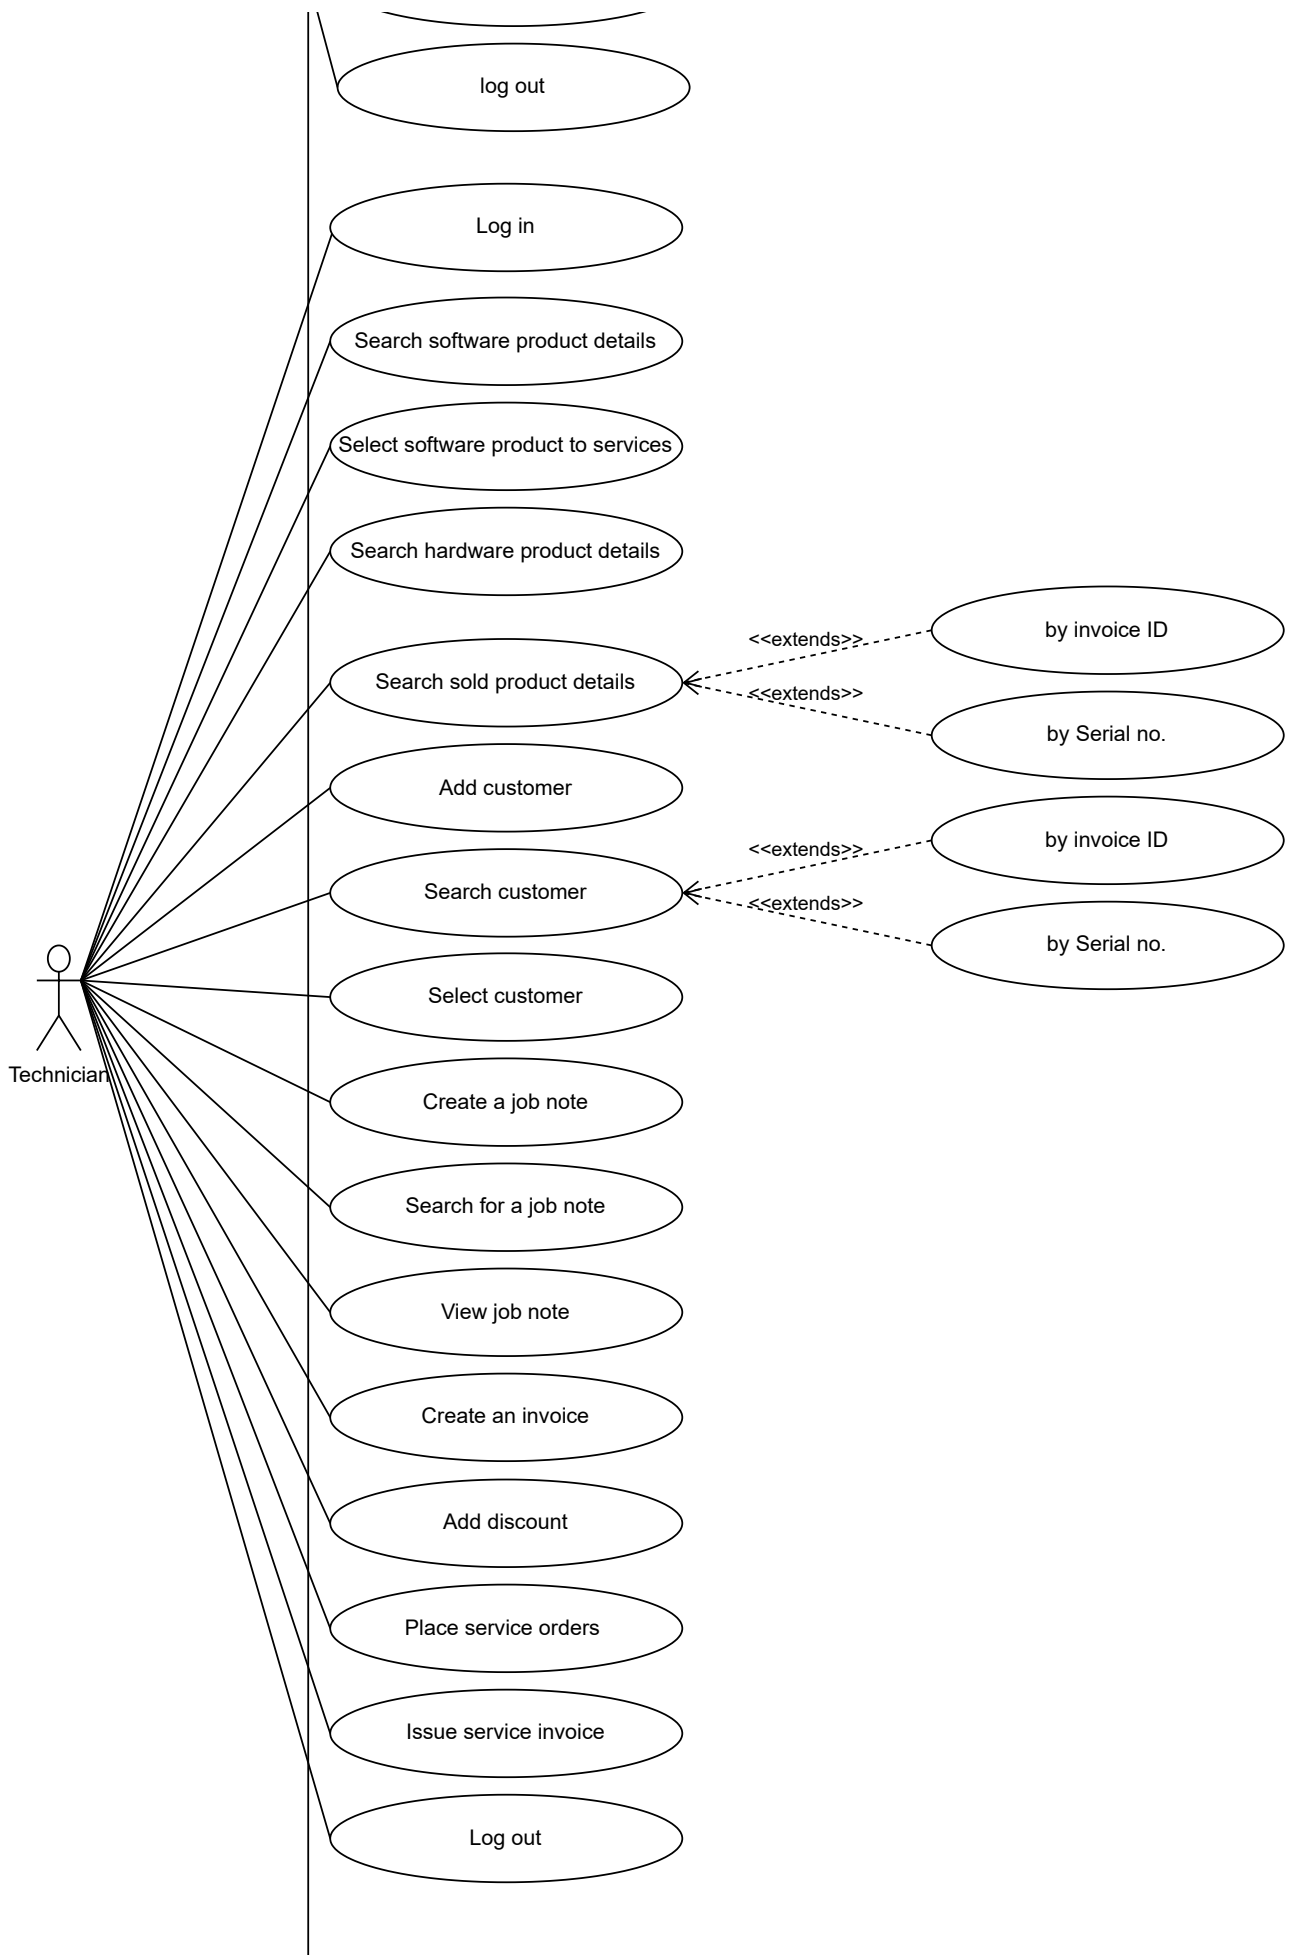 log out
Log in
Search software product details
Select software product to services
Search hardware product details
by invoice ID
<<extends>>
Search sold product details
<<extends>>
by Serial no.
Add customer
by invoice ID
<<extends>>
Search customer
<<extends>>
by Serial no.
Select customer
Technician
Create a job note
Search for a job note
View job note
Create an invoice
Add discount
Place service orders
Issue service invoice
Log out